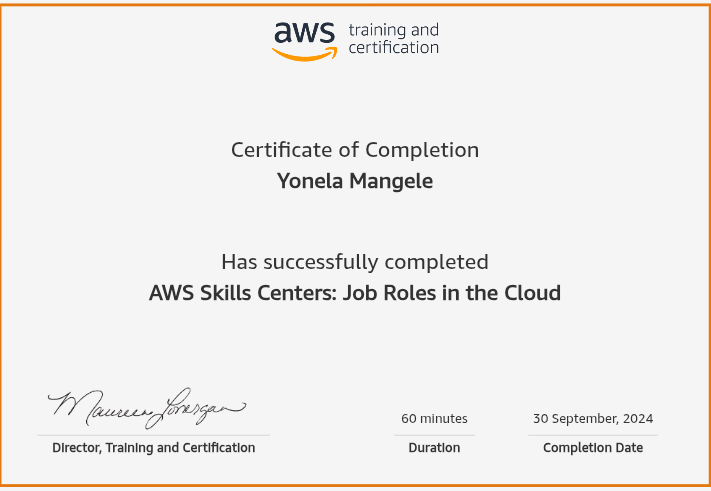 aws training and
certification
Certificate of Completion
Yonela Mangele
Has successfully completed
AWS Skills Centers: Job Roles in the Cloud
Maureen Lonergan
60 minutes
30 September, 2024
Director, Training and Certification
Duration
Completion Date